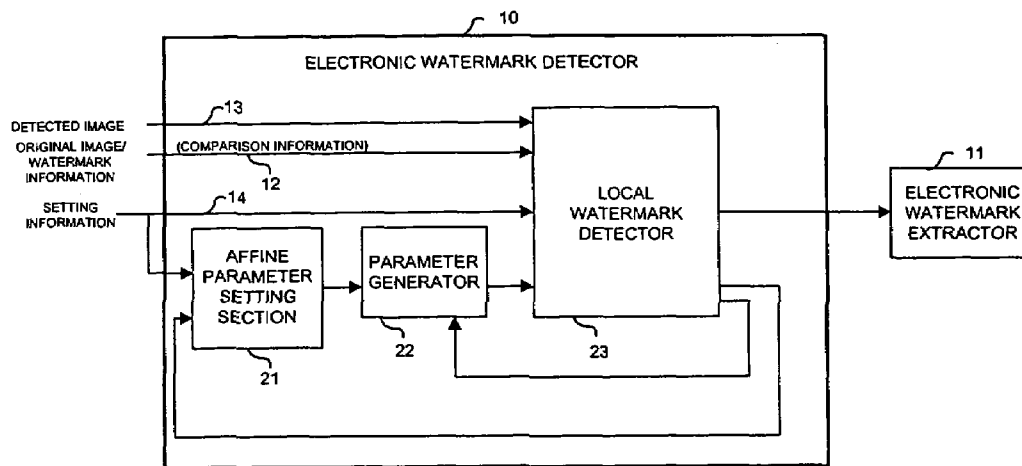 10
ELECTRONIC WATERMARK DETECTOR
13
DETECTED IMAGE
ORIGINAL IMAGE/
WATERMARK
INFORMATION
(COMPARISON INFORMATION)
12
14
SETTING
INFORMATION
AFFINE
PARAMETER
SETTING
SECTION
21
PARAMETER
GENERATOR
22
LOCAL
WATERMARK
DETECTOR
23
11
ELECTRONIC
WATERMARK
EXTRACTOR